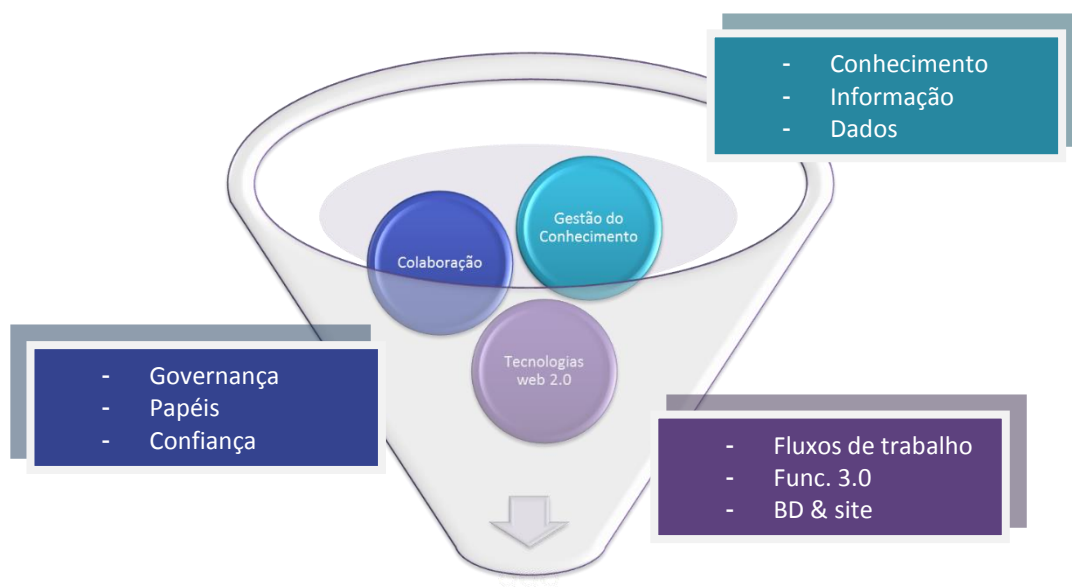 - Conhecimento
- Informação
- Dados
Gestão do
Conhecimento
Colaboração
Tecnologias
web 2.0
- Governança
- Papéis
- Confiança
- Fluxos de trabalho
- Func. 3.0
- BD & site